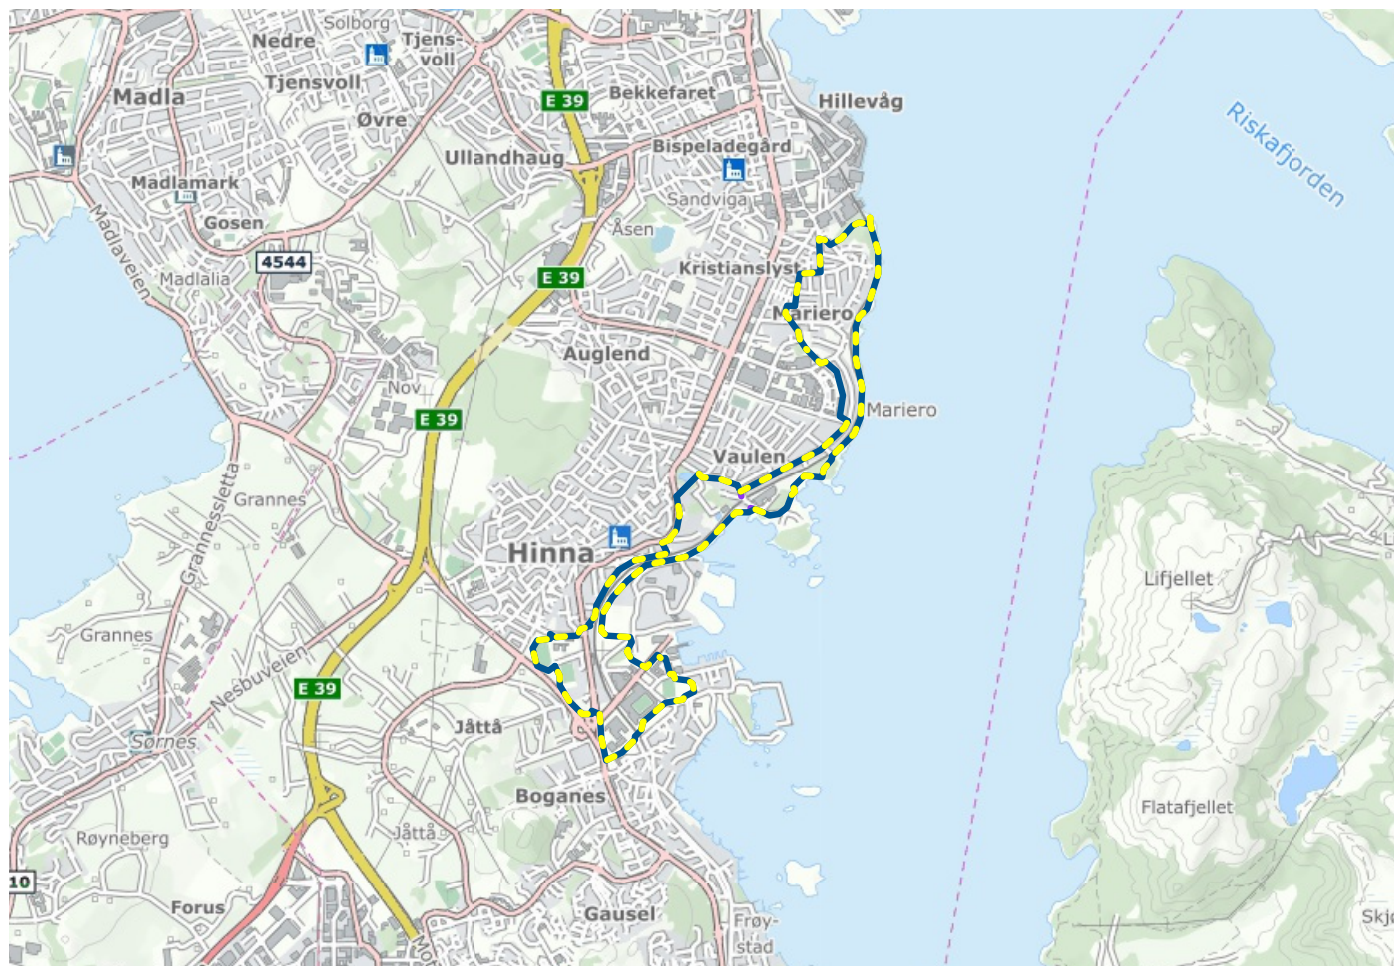 Solborg
Nedre
Tjensvoll
Tjens-
voll
Madla
Øvre
E 39
Bekkefaret
Hillevåg
Riskafjorden
Ullandhaug
Bispeladegård
Madlamark
Sandviga
Gosen
Åsen
Madlaveien
4544
Madlalia
E 39
Kristianslyst
Mariero
Auglend
Nov
E 39
Mariero
Vaulen
Grannes
Grannessletta
Hinna
Lifjellet
Grannes
Nesbuveien
E 39
Sørnes
Jåttå
Boganes
Flatafjellet
Røyneberg
Jåttå
10
Forus
Gausel
Frøy-
stad